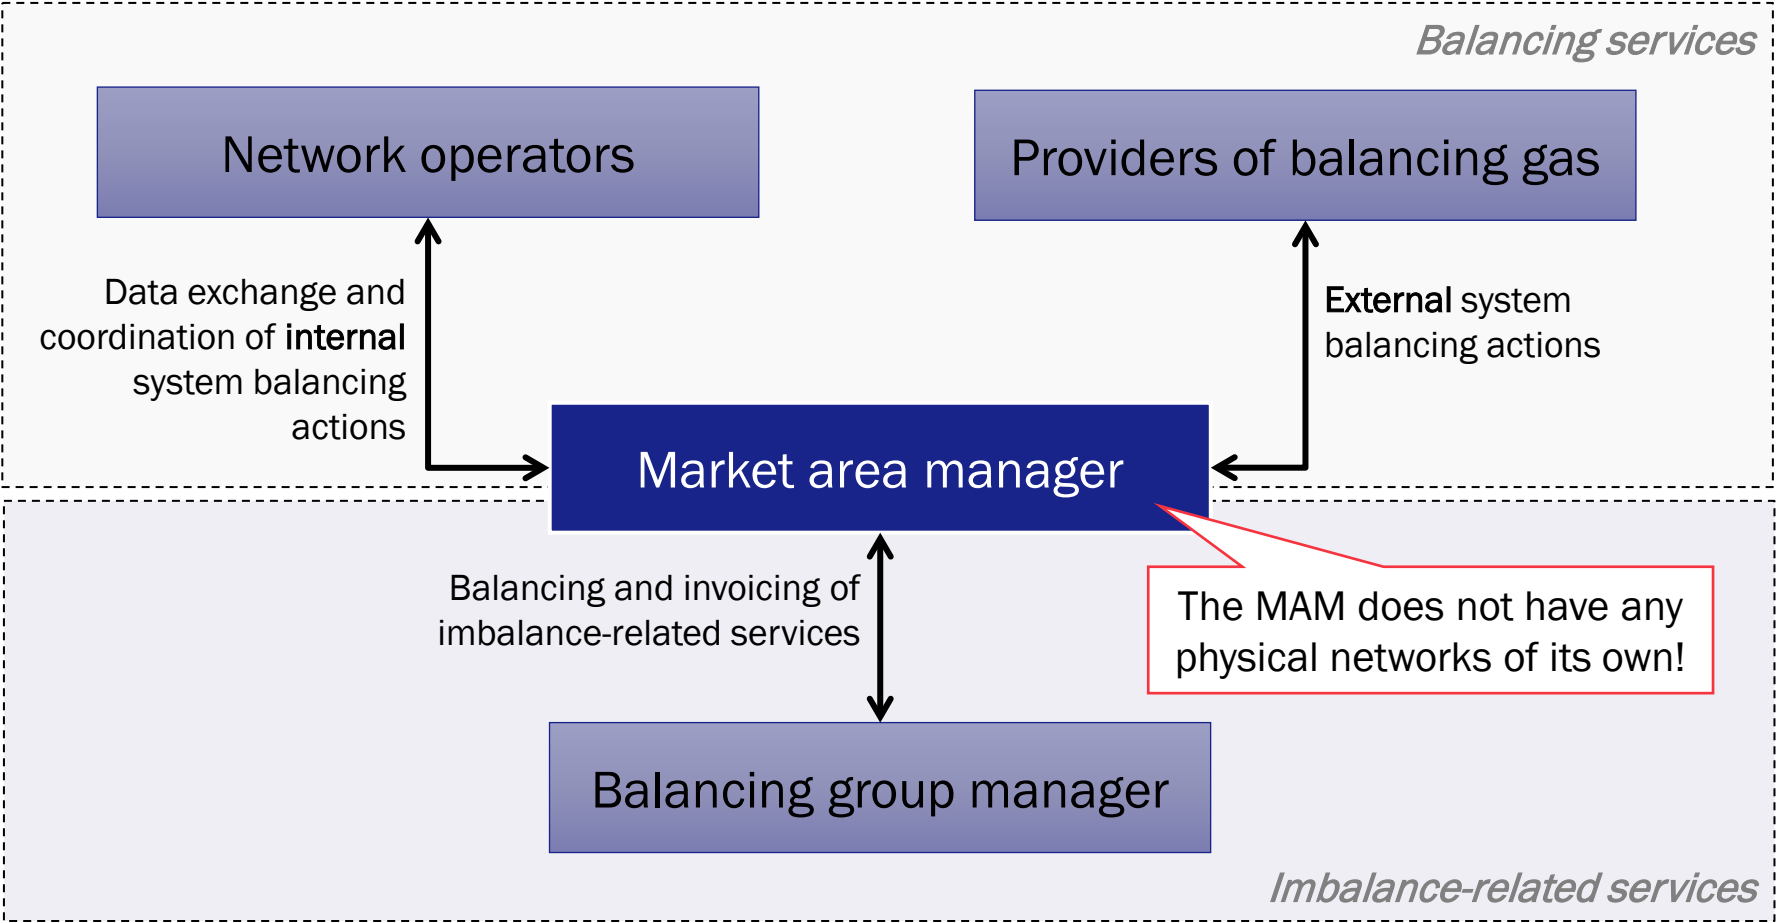 Balancing services
Network operators
Providers of balancing gas
Data exchange and
coordination of internal
system balancing
actions
External system
balancing actions
Market area manager
Balancing and invoicing of
imbalance-related services
The MAM does not have any
physical networks of its own!
Balancing group manager
Imbalance-related services